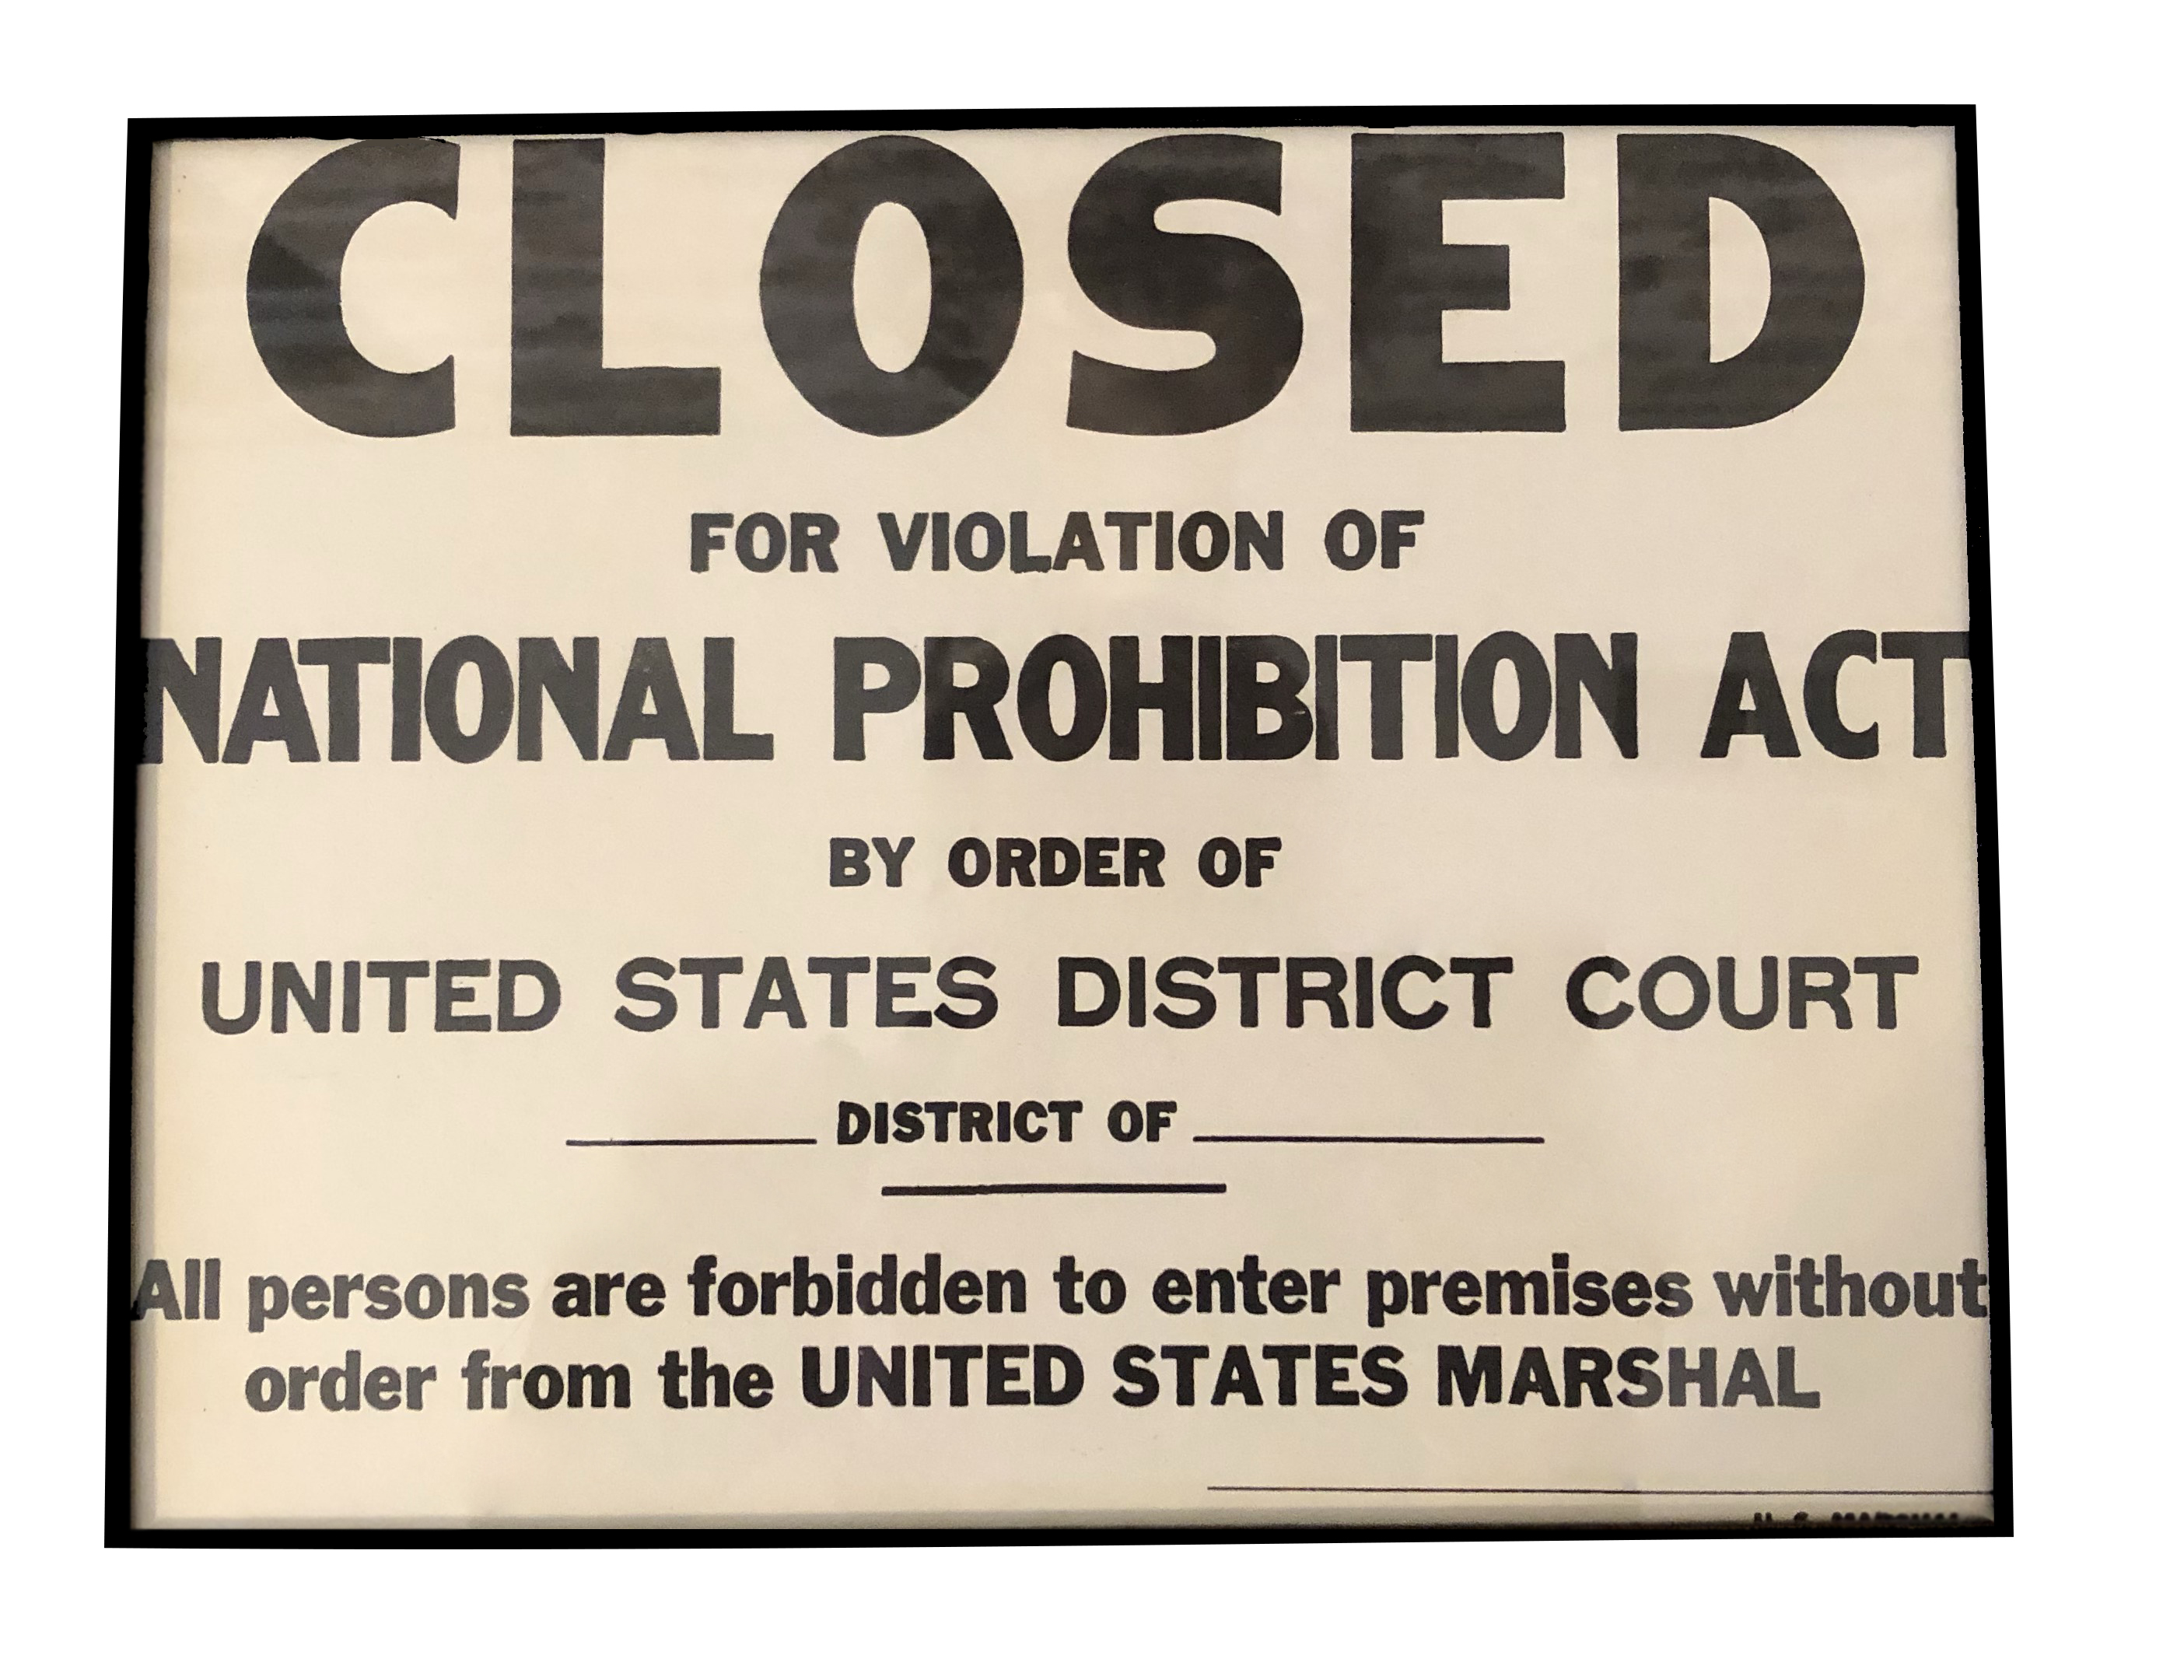 CLOSED
FOR VIOLATION OF
NATIONAL PROHIBITION ACT
BY ORDER OF
UNITED STATES DISTRICT COURT
DISTRICT OF
All persons are forbidden to enter premises without
order from the UNITED STATES MARSHAL
U. S. MARSHAL